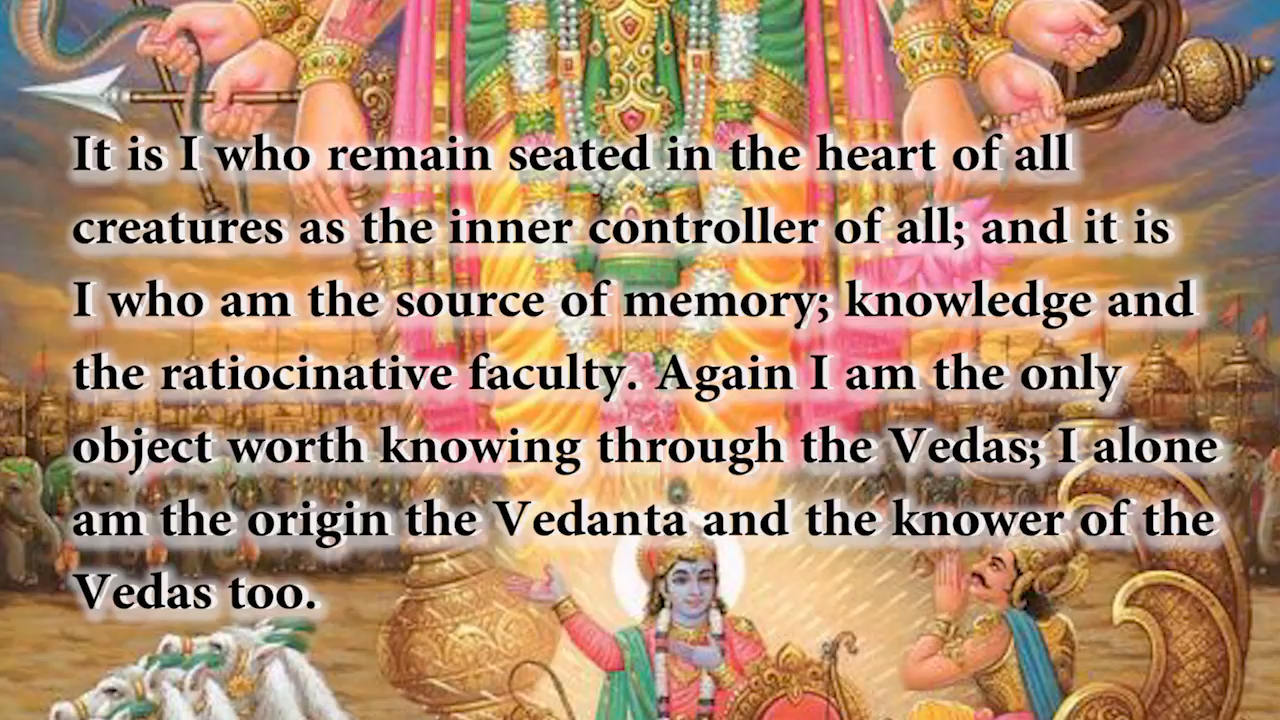 It is I who remain seated in the heart of all
creatures as the inner controller of all; and it is
I who am the source of memory; knowledge and
the ratiocinative faculty. Again I am the only
object worth knowing through the Vedas; I alone
am the origin the Vedanta and the knower of the
Vedas too.